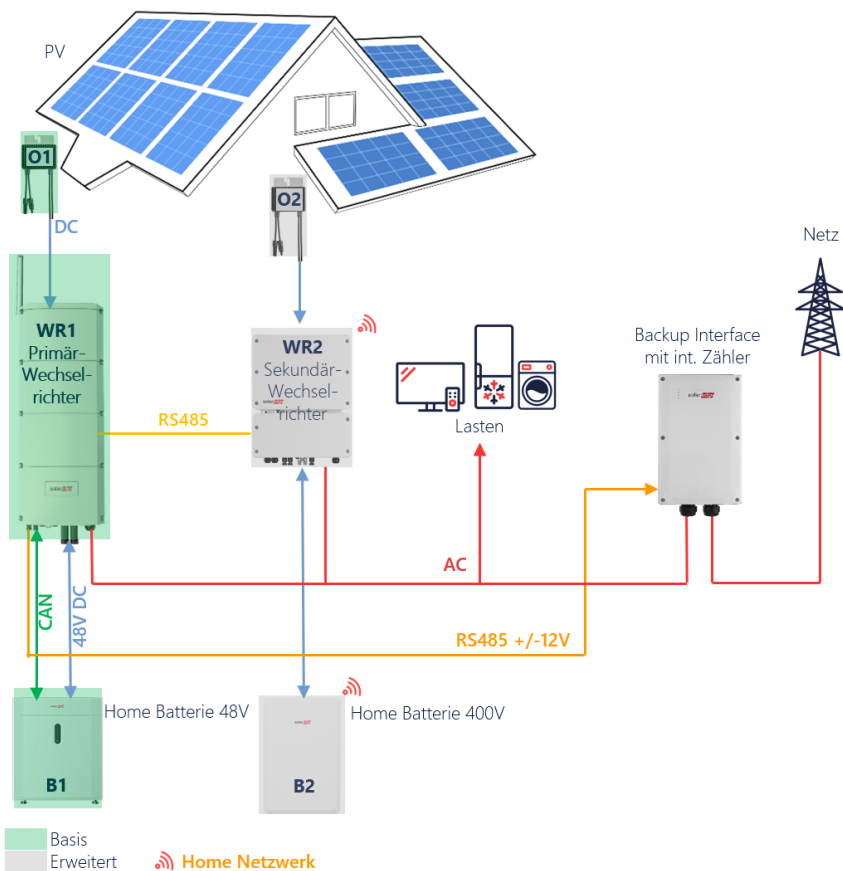 PV
O1
O2
DC
Netz
WR1
Primär-
Wechsel-
richter
WR2
Sekundär-
Wechsel-
richter
Backup Interface
mit int. Zähler
RS485
Lasten
AC
CAN
48V DC
RS485 +/-12V
Home Batterie 48V
Home Batterie 400V
B1
B2
Basis
Erweitert
Home Netzwerk